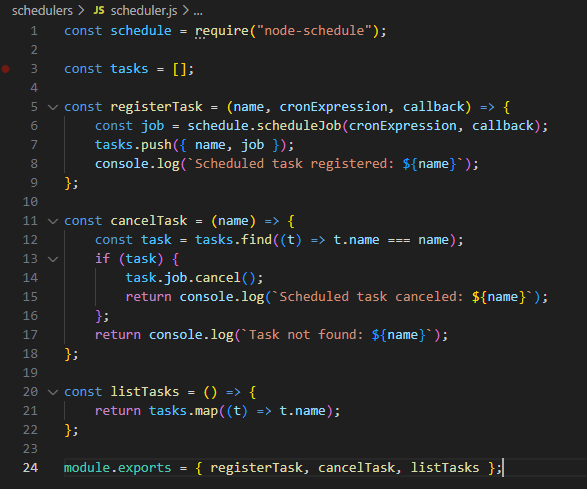 schedulers > JS scheduler.js > ...
1 const schedule = require("node-schedule");
2
3 const tasks = [];
4
5 const registerTask = (name, cronExpression, callback) => {
6     const job = schedule.scheduleJob(cronExpression, callback);
7     tasks.push({ name, job });
8     console.log(`Scheduled task registered: ${name}`);
9 };
10
11 const cancelTask = (name) => {
12     const task = tasks.find((t) => t.name === name);
13     if (task) {
14         task.job.cancel();
15         return console.log(`Scheduled task canceled: ${name}`);
16     };
17     return console.log(`Task not found: ${name}`);
18 };
19
20 const listTasks = () => {
21     return tasks.map((t) => t.name);
22 };
23
24 module.exports = { registerTask, cancelTask, listTasks };